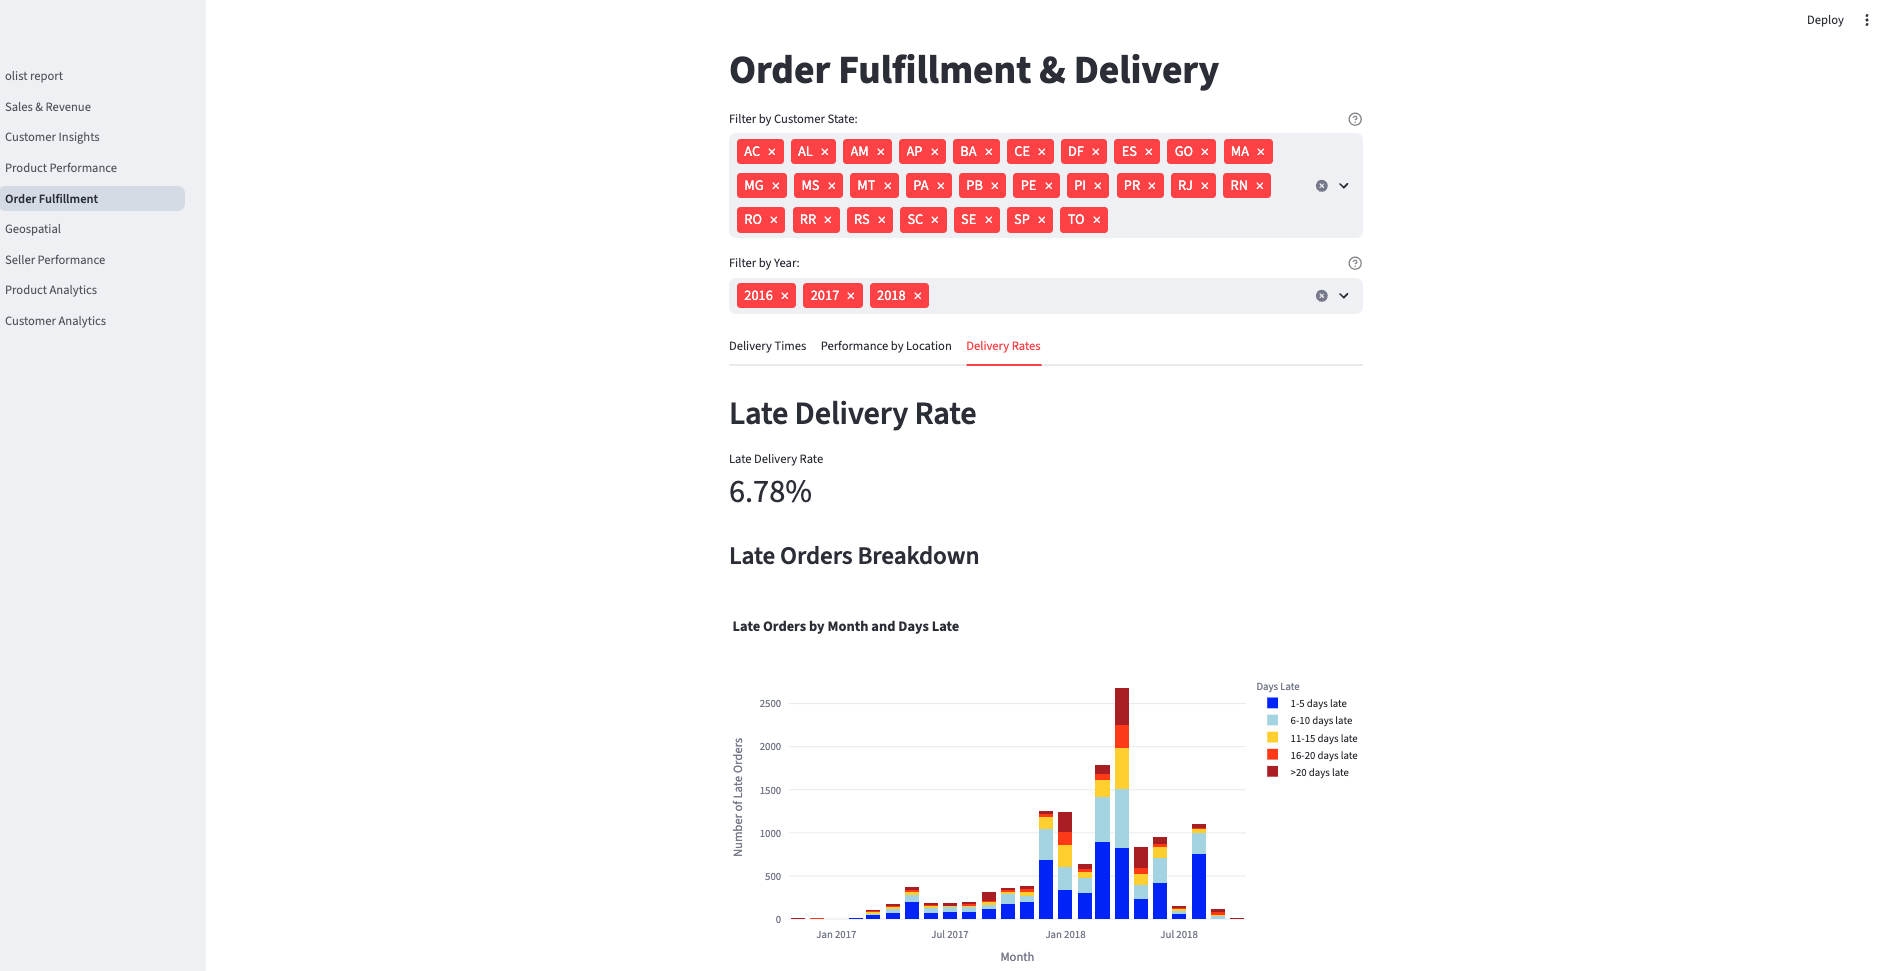 Deploy
olist report
Sales & Revenue
Customer Insights
Product Performance
Order Fulfillment
Geospatial
Seller Performance
Product Analytics
Customer Analytics
Order Fulfillment & Delivery
Filter by Customer State:
AC × AL × AM × AP × BA × CE × DF × ES × GO × MA ×
MG × MS × MT × PA × PB × PE × PI × PR × RJ × RN ×
RO × RR × RS × SC × SE × SP × TO ×
Filter by Year:
2016 × 2017 × 2018 ×
Delivery Times Performance by Location Delivery Rates
Late Delivery Rate
Late Delivery Rate
6.78%
Late Orders Breakdown
Late Orders by Month and Days Late
Number of Late Orders
2500
2000
1500
1000
500
0
Jan 2017 Jul 2017 Jan 2018 Jul 2018
Month
Days Late
1-5 days late
6-10 days late
11-15 days late
16-20 days late
>20 days late